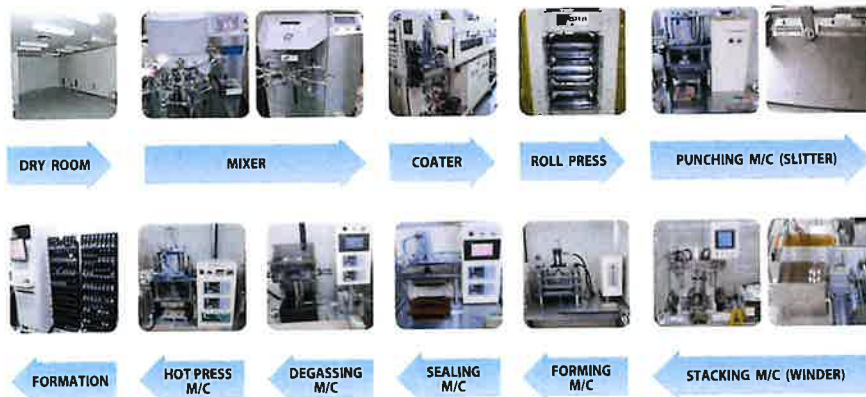 DRY ROOM
MIXER
COATER
ROLL PRESS
PUNCHING M/C (SLITTER)
FORMATION
HOT PRESS
M/C
DEGASSING
M/C
SEALING
M/C
FORMING
M/C
STACKING M/C (WINDER)